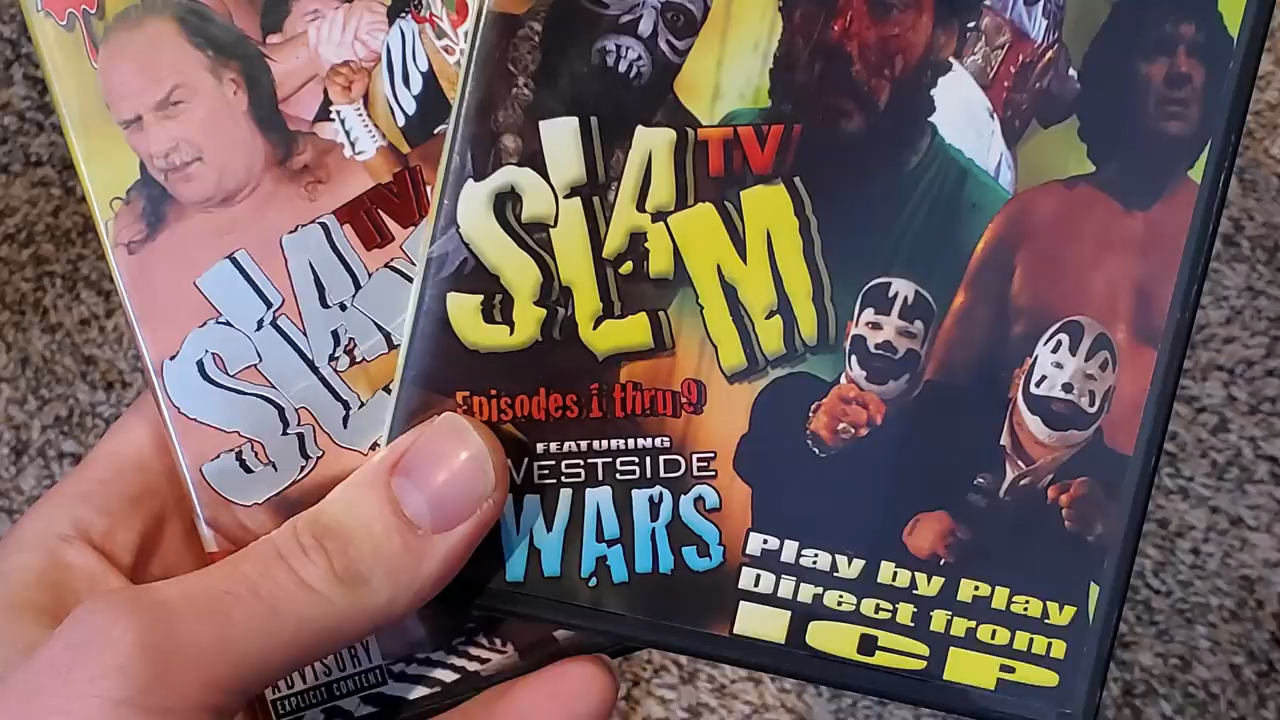 TV
SLAM
TV
SLAM
Episodes 1 thru 9
FEATURING
WESTSIDE
WARS
Play by Play
Direct from
ICP
ADVISORY
EXPLICIT CONTENT